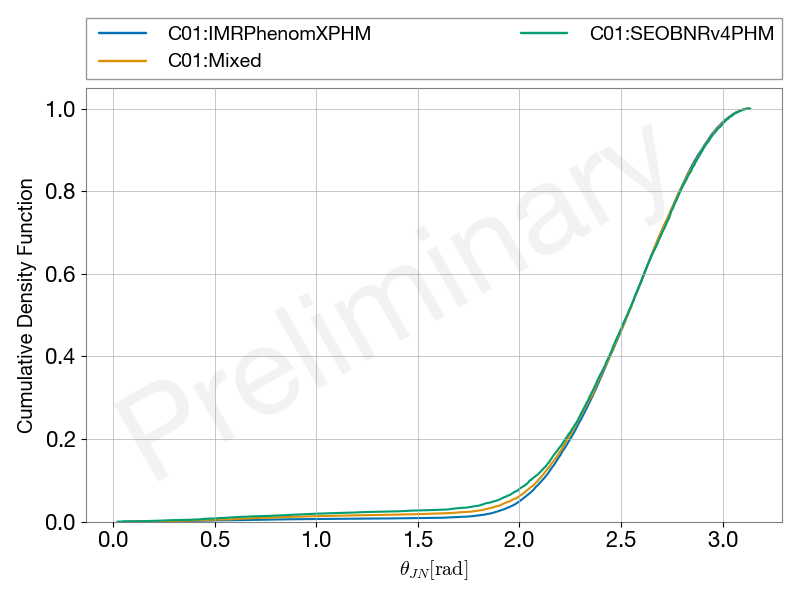 C01:IMRPhenomXPHM
C01:Mixed
C01:SEOBNRv4PHM
1.0
0.8
0.6
0.4
0.2
0.0
Cumulative Density Function
Preliminary
0.0 0.5 1.0 1.5 2.0 2.5 3.0
θ_JN[rad]